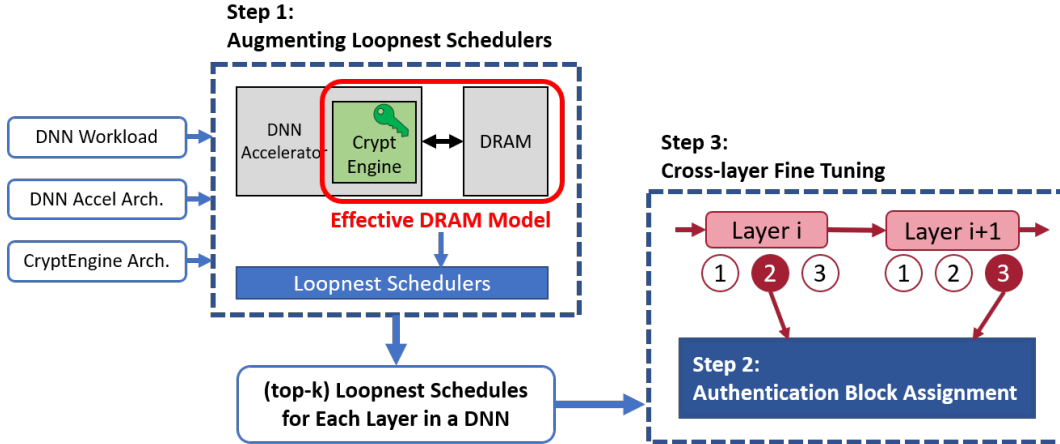 Step 1:
Augmenting Loopnest Schedulers
DNN Workload
DNN Accel Arch.
CryptEngine Arch.
DNN
Accelerator
Crypt
Engine
DRAM
Effective DRAM Model
Loopnest Schedulers
(top-k) Loopnest Schedules
for Each Layer in a DNN
Step 3:
Cross-layer Fine Tuning
Layer i
Layer i+1
1 2 3
1 2 3
Step 2:
Authentication Block Assignment